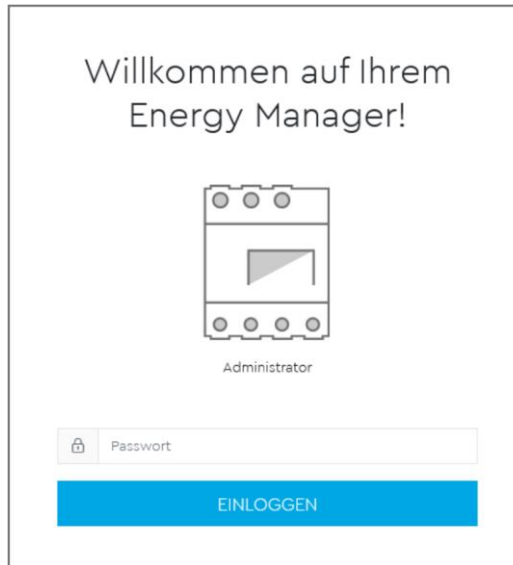 Willkommen auf Ihrem
Energy Manager!
Administrator
Passwort
EINLOGGEN